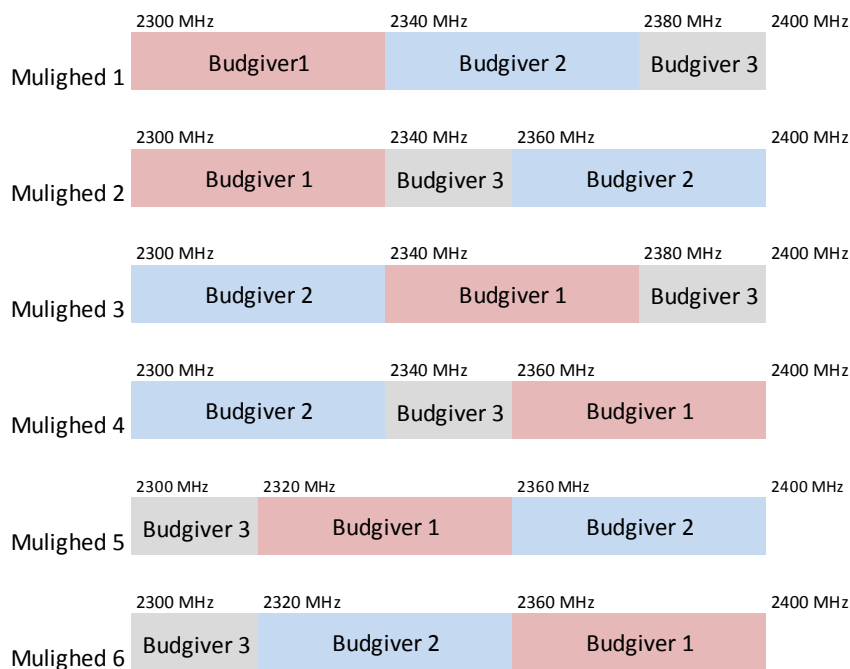 2300 MHz 2340 MHz 2380 MHz 2400 MHz
Mulighed 1 Budgiver1 Budgiver 2 Budgiver 3
2300 MHz 2340 MHz 2360 MHz 2400 MHz
Mulighed 2 Budgiver 1 Budgiver 3 Budgiver 2
2300 MHz 2340 MHz 2380 MHz 2400 MHz
Mulighed 3 Budgiver 2 Budgiver 1 Budgiver 3
2300 MHz 2340 MHz 2360 MHz 2400 MHz
Mulighed 4 Budgiver 2 Budgiver 3 Budgiver 1
2300 MHz 2320 MHz 2360 MHz 2400 MHz
Mulighed 5 Budgiver 3 Budgiver 1 Budgiver 2
2300 MHz 2320 MHz 2360 MHz 2400 MHz
Mulighed 6 Budgiver 3 Budgiver 2 Budgiver 1